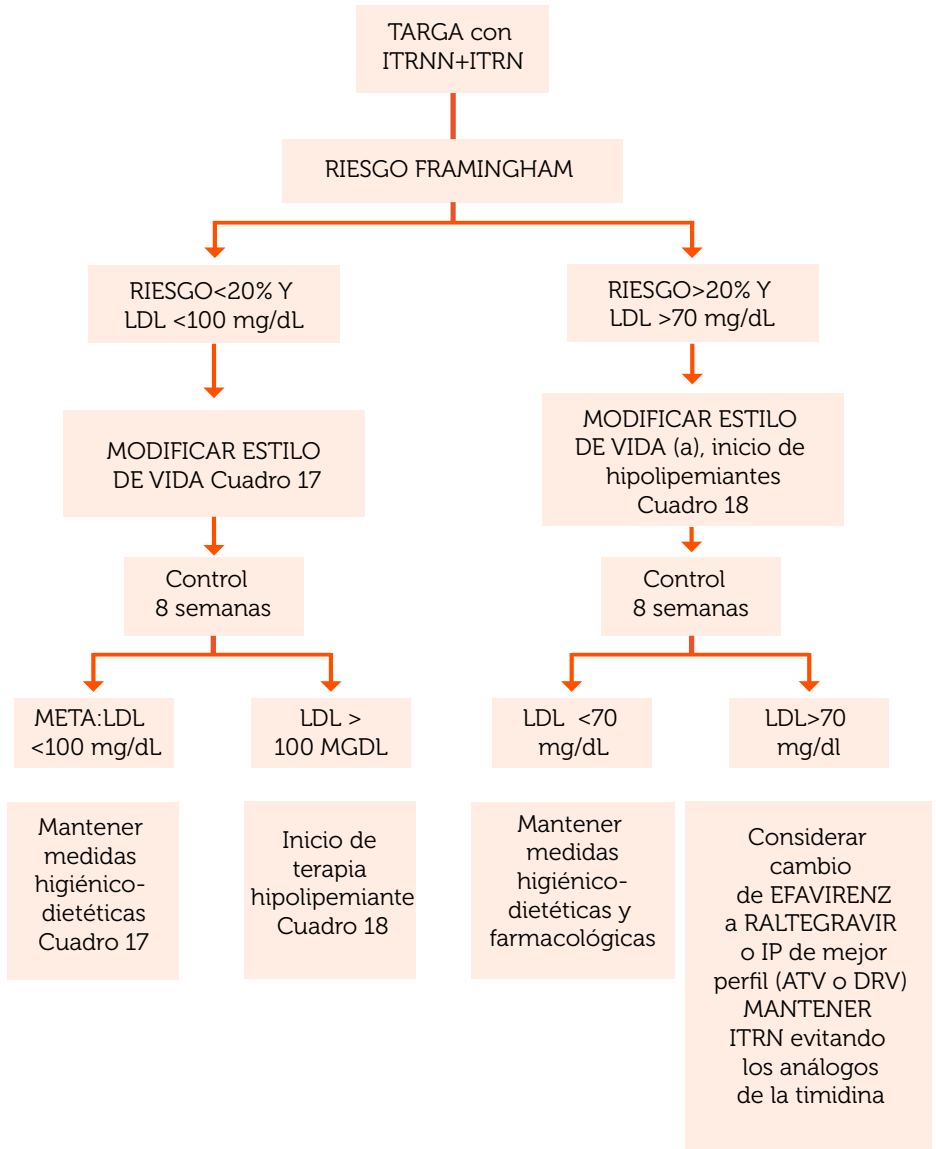 TARGA con
ITRNN+ITRN
RIESGO FRAMINGHAM
RIESGO<20% Y
LDL <100 mg/dL
RIESGO>20% Y
LDL >70 mg/dL
MODIFICAR ESTILO
DE VIDA Cuadro 17
MODIFICAR ESTILO
DE VIDA (a), inicio de
hipolipemiantes
Cuadro 18
Control
8 semanas
Control
8 semanas
META:LDL
<100 mg/dL
LDL >
100 MGDL
LDL <70
mg/dL
LDL>70
mg/dl
Mantener
medidas
higiénico-
dietéticas
Cuadro 17
Inicio de
terapia
hipolipemiante
Cuadro 18
Mantener
medidas
higiénico-
dietéticas y
farmacológicas
Considerar
cambio
de EFAVIRENZ
a RALTEGRAVIR
o IP de mejor
perfil (ATV o DRV)
MANTENER
ITRN evitando
los análogos
de la timidina